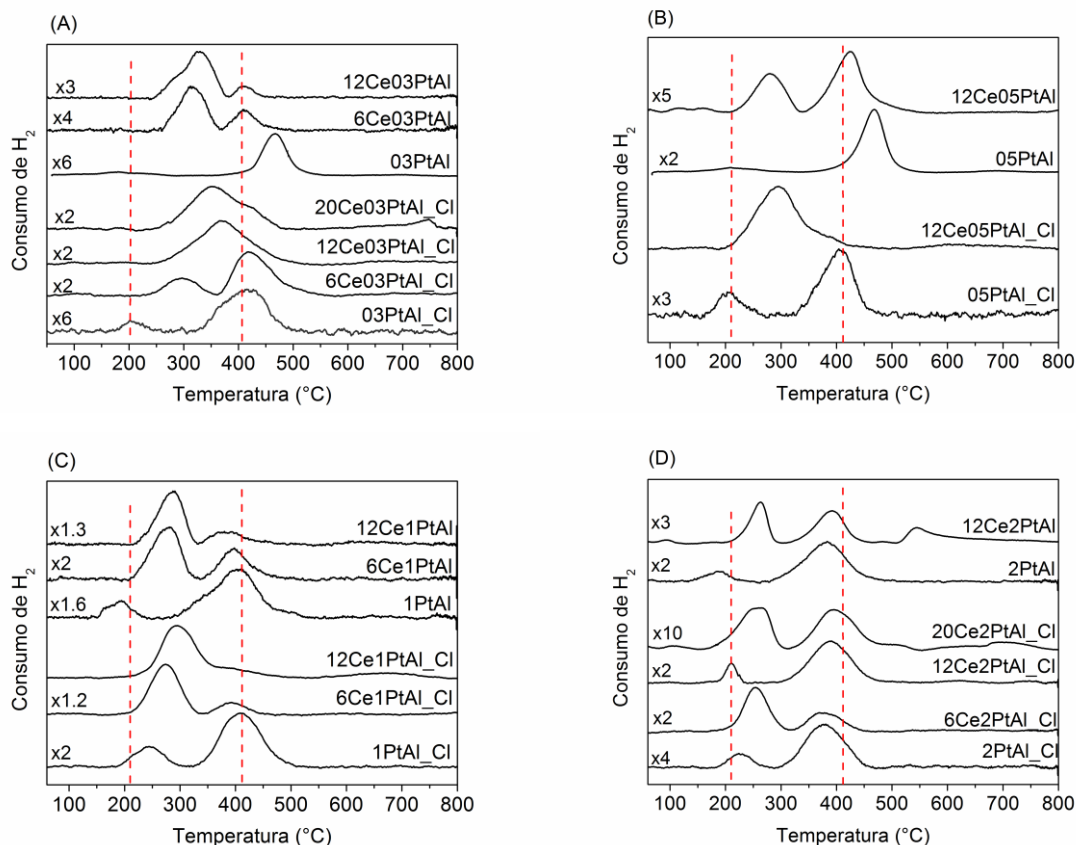 (A)
x3
12Ce03PtAl
x4
6Ce03PtAl
x6
03PtAl
x2
20Ce03PtAl_Cl
x2
12Ce03PtAl_Cl
x2
6Ce03PtAl_Cl
x6
03PtAl_Cl
Consumo de H₂
100 200 300 400 500 600 700 800
Temperatura (°C)
(B)
x5
12Ce05PtAl
x2
05PtAl
12Ce05PtAl_Cl
x3
05PtAl_Cl
Consumo de H₂
100 200 300 400 500 600 700 800
Temperatura (°C)
(C)
x1.3
12Ce1PtAl
x2
6Ce1PtAl
x1.6
1PtAl
12Ce1PtAl_Cl
x1.2
6Ce1PtAl_Cl
x2
1PtAl_Cl
Consumo de H₂
100 200 300 400 500 600 700 800
Temperatura (°C)
(D)
x3
12Ce2PtAl
x2
2PtAl
x10
20Ce2PtAl_Cl
x2
12Ce2PtAl_Cl
x2
6Ce2PtAl_Cl
x4
2PtAl_Cl
Consumo de H₂
100 200 300 400 500 600 700 800
Temperatura (°C)